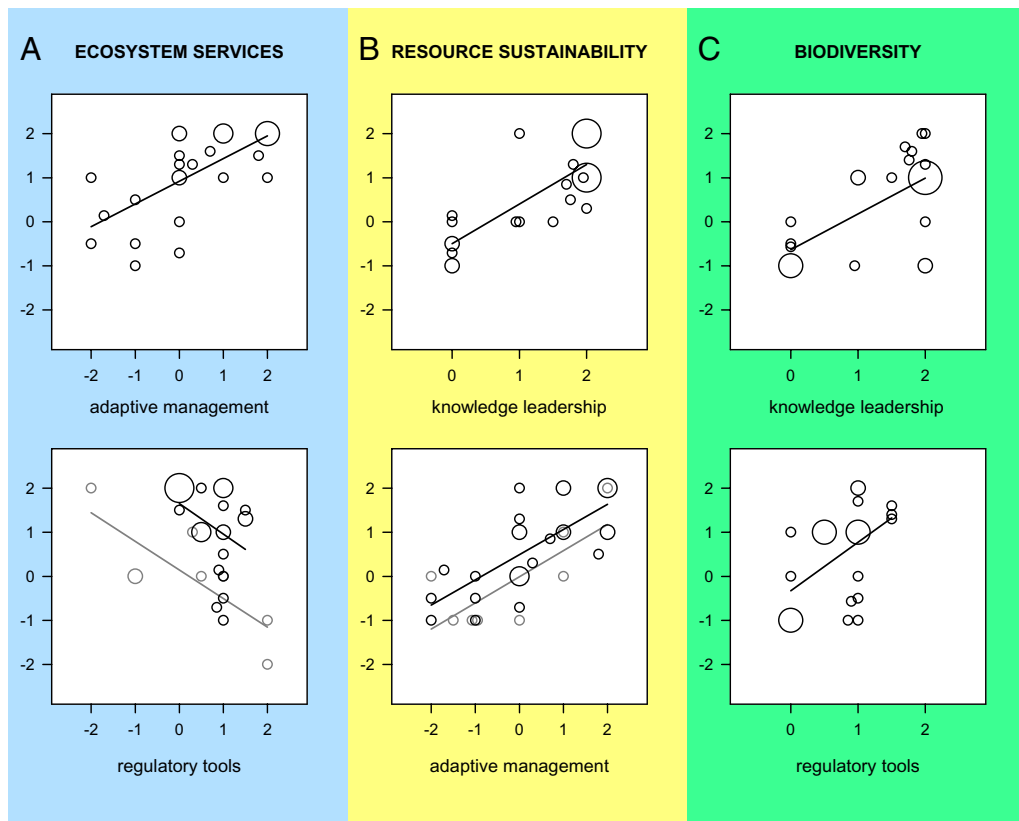 A ECOSYSTEM SERVICES
2
1
0
-1
-2
-2 -1 0 1 2
adaptive management
2
1
0
-1
-2
-2 -1 0 1 2
regulatory tools
B RESOURCE SUSTAINABILITY
2
1
0
-1
-2
0 1 2
knowledge leadership
2
1
0
-1
-2
-2 -1 0 1 2
adaptive management
C BIODIVERSITY
2
1
0
-1
-2
0 1 2
knowledge leadership
2
1
0
-1
-2
0 1 2
regulatory tools